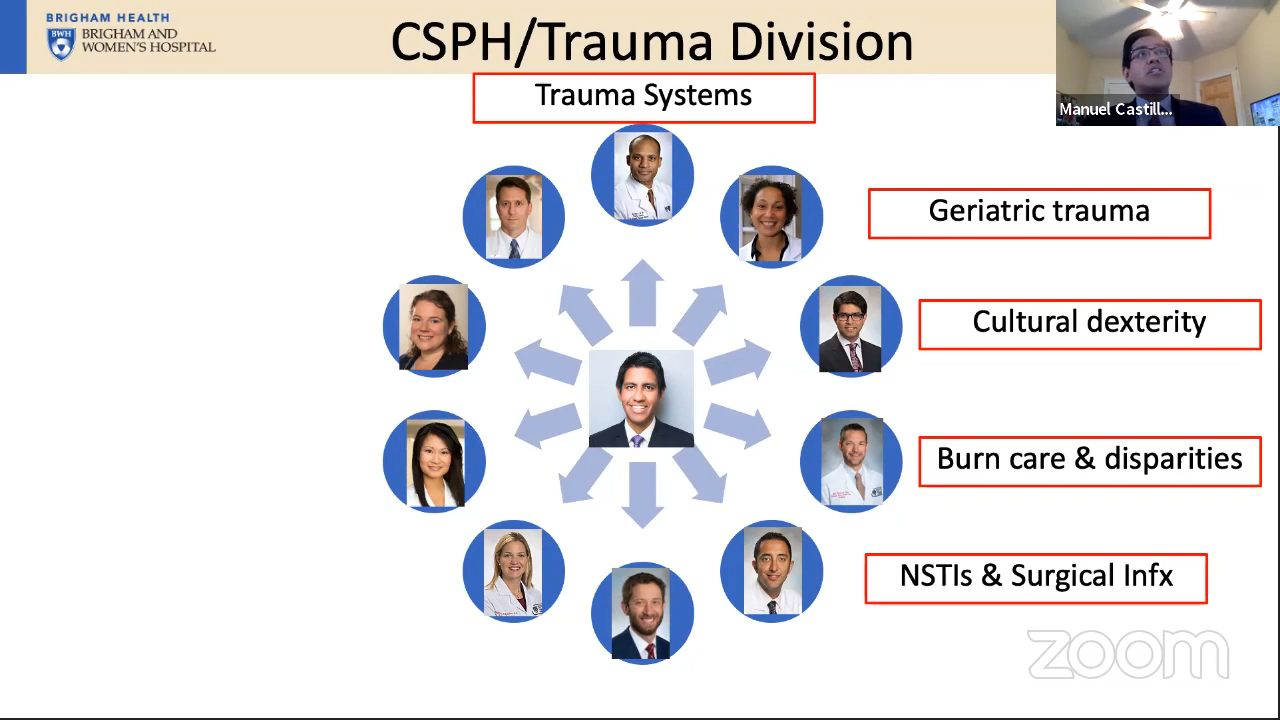 BRIGHAM HEALTH
BWH
BRIGHAM AND
WOMEN'S HOSPITAL
CSPH/Trauma Division
Manuel Castill...
Trauma Systems
Geriatric trauma
Cultural dexterity
Burn care & disparities
NSTIs & Surgical Infx
zoom